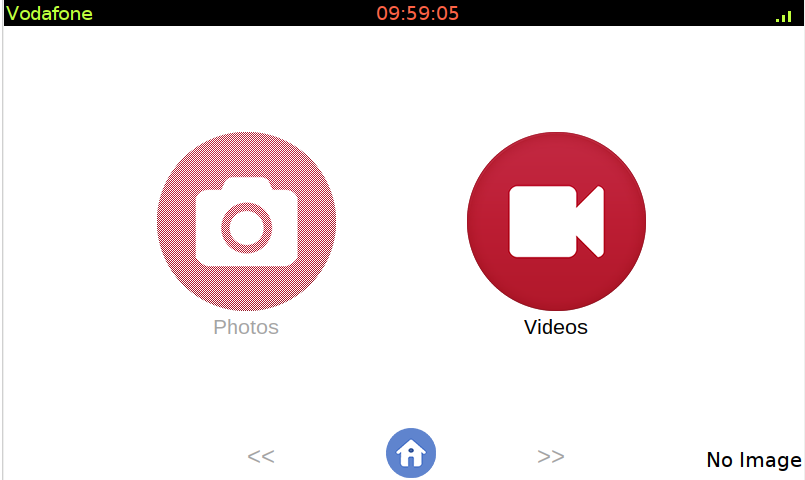 Vodafone 09:59:05
Photos Videos
<< >>
No Image